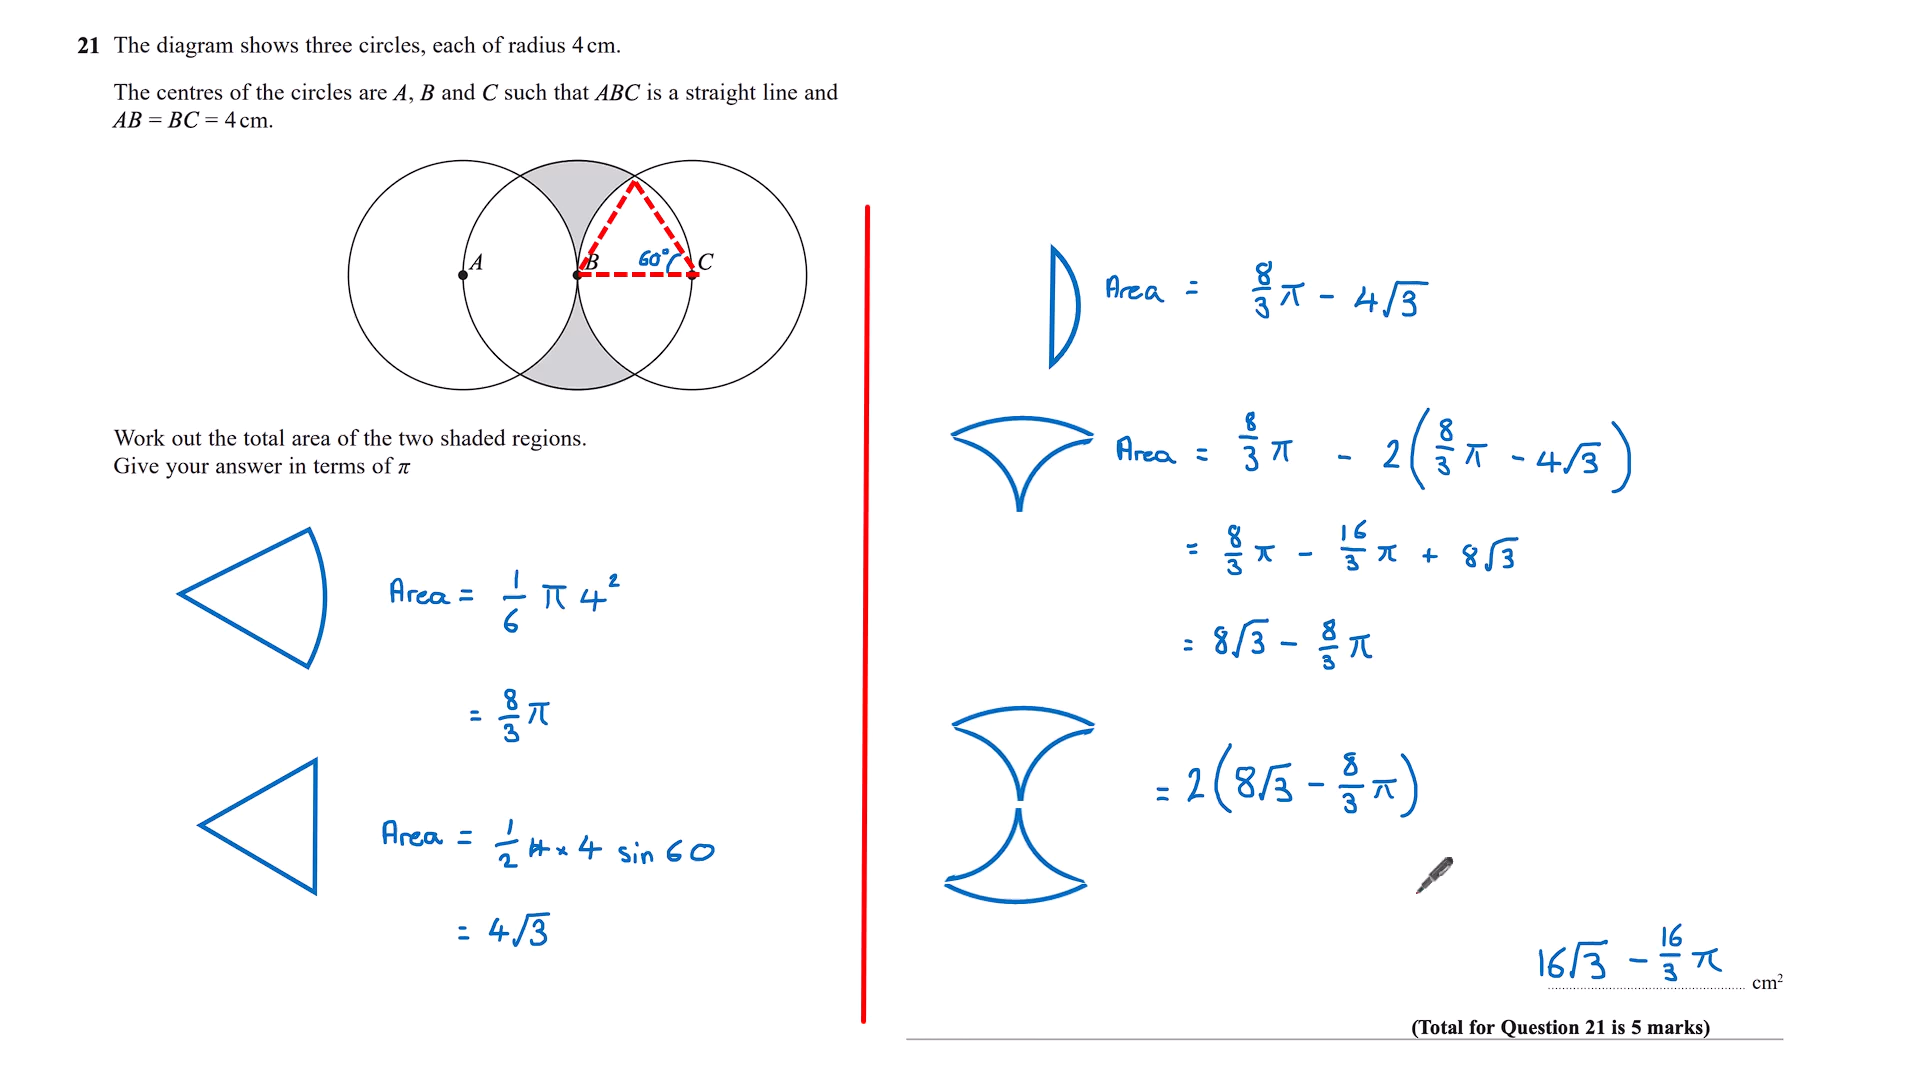 21 The diagram shows three circles, each of radius 4 cm.
The centres of the circles are A, B and C such that ABC is a straight line and
AB = BC = 4 cm.
A
B
60°
C
Work out the total area of the two shaded regions.
Give your answer in terms of π
Area = 1/6 π 4²
= 8/3 π
Area = 1/2 4 × 4 sin 60
= 4√3
Area = 8/3 π - 4√3
Area = 8/3 π - 2(8/3 π - 4√3)
= 8/3 π - 16/3 π + 8√3
= 8√3 - 8/3 π
= 2(8√3 - 8/3 π)
16√3 - 16/3 π cm²
(Total for Question 21 is 5 marks)